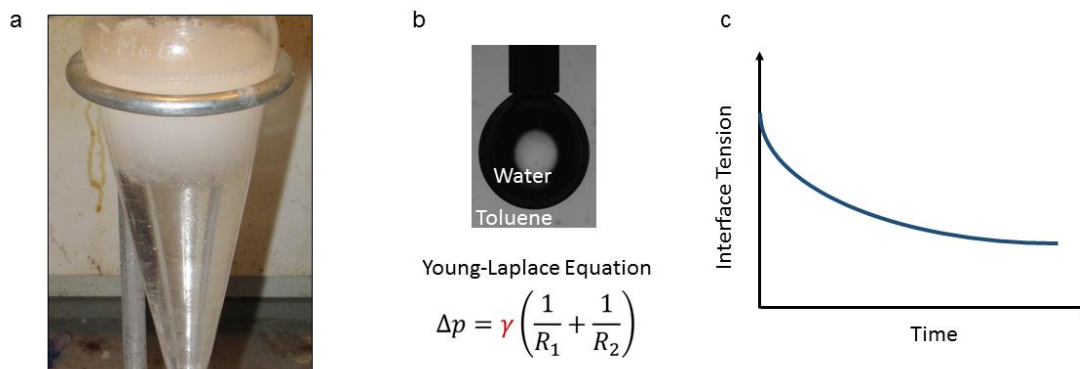 a
b
c
Water
Toluene
Young-Laplace Equation
Δp = γ(1/R₁ + 1/R₂)
Interface Tension
Time